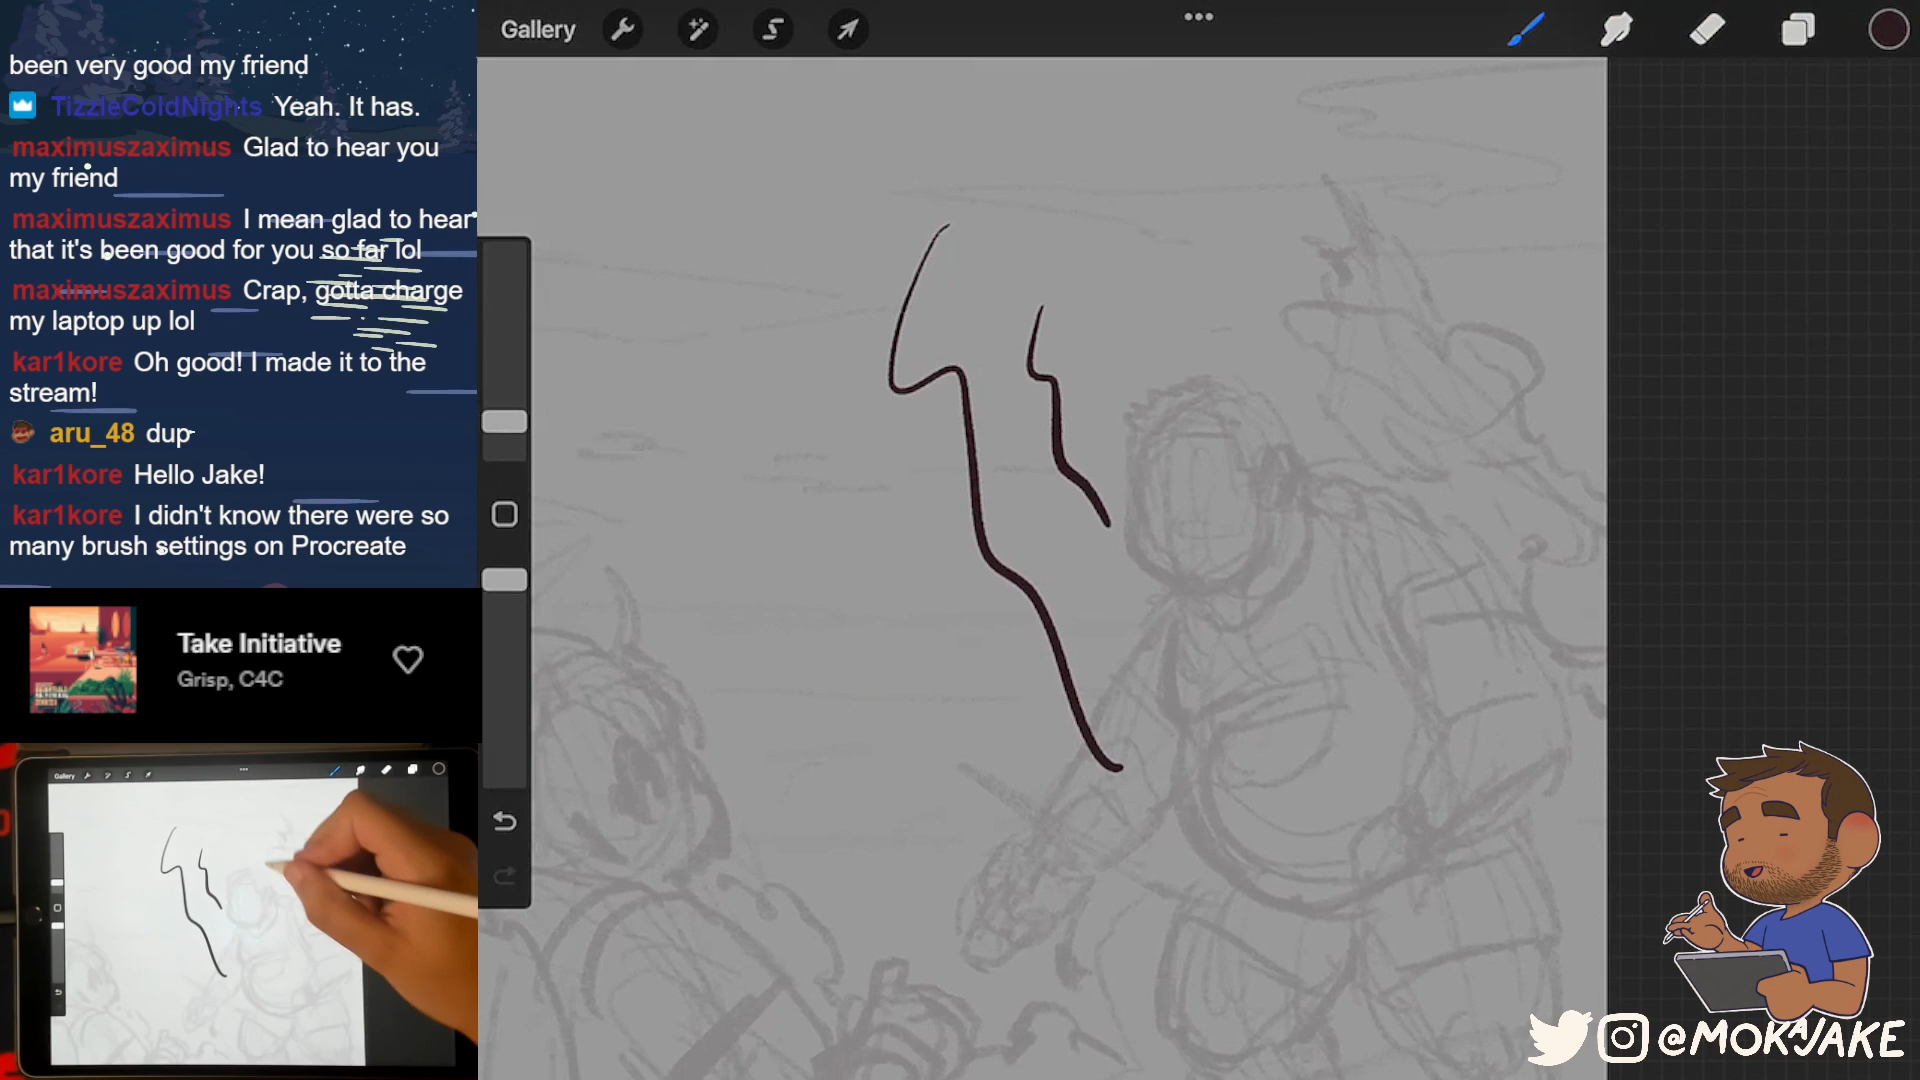 been very good my friend
TizzleColdNights Yeah. It has.
maximuszaximus Glad to hear you
my friend
maximuszaximus I mean glad to hear
that it's been good for you so far lol
maximuszaximus Crap, gotta charge
my laptop up lol
kar1kore Oh good! I made it to the
stream!
aru_48 dup
kar1kore Hello Jake!
kar1kore I didn't know there were so
many brush settings on Procreate
Take Initiative
Grisp, C4C
Gallery
Gallery
@MOKAJAKE